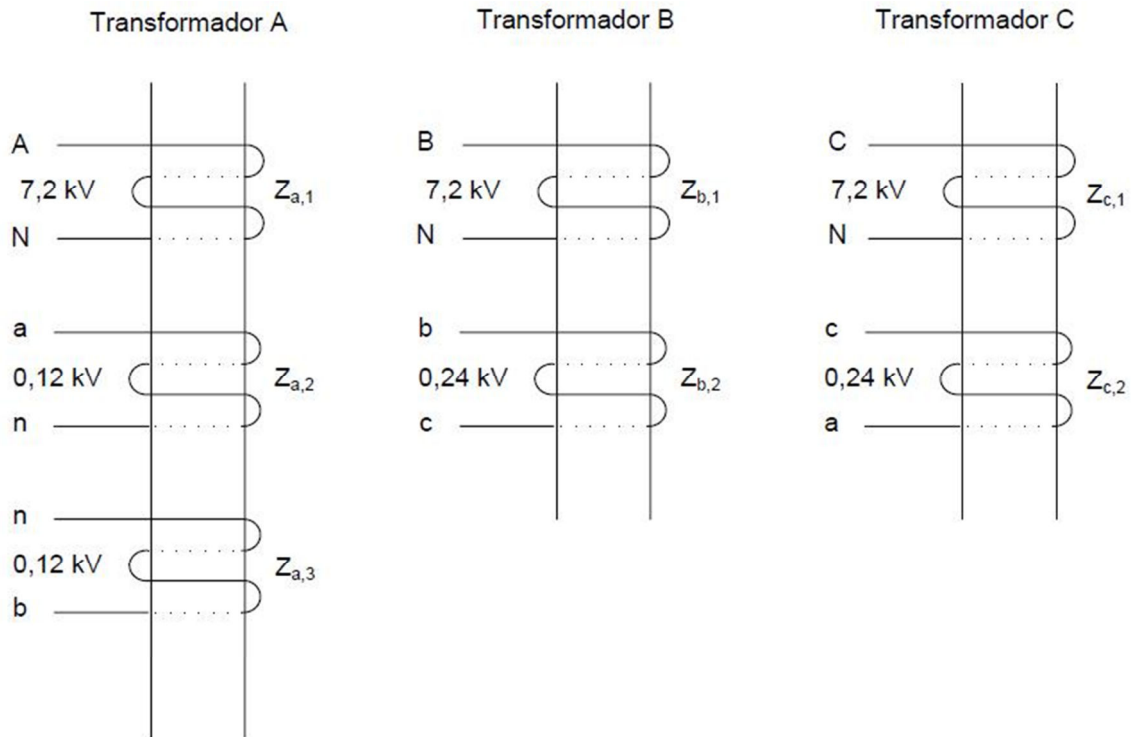 Transformador A
Transformador B
Transformador C
A
7,2 kV
N
Za,1
a
0,12 kV
n
Za,2
n
0,12 kV
b
Za,3
B
7,2 kV
N
Zb,1
b
0,24 kV
c
Zb,2
C
7,2 kV
N
Zc,1
c
0,24 kV
a
Zc,2